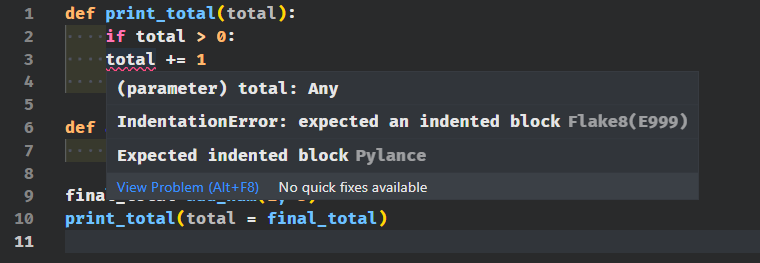 1 def print_total(total):
2 if total > 0:
3 total += 1
4
(parameter) total: Any
5
IndentationError: expected an indented block Flake8(E999)
6 def
7
Expected indented block Pylance
8
View Problem (Alt+F8) No quick fixes available
9
10 print_total(total = final_total)
11